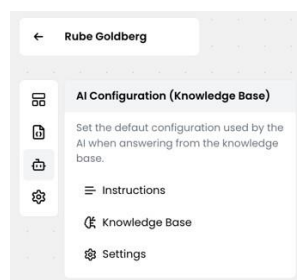 Rube Goldberg
AI Configuration (Knowledge Base)
Set the defaut configuration used by the
AI when answering from the knowledge
base.
Instructions
Knowledge Base
Settings